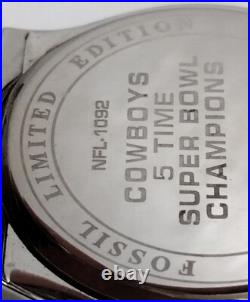 LIMITED EDITION
NFL-1092
COWBOYS
5 TIME
SUPER BOWL
CHAMPIONS
FOSSIL